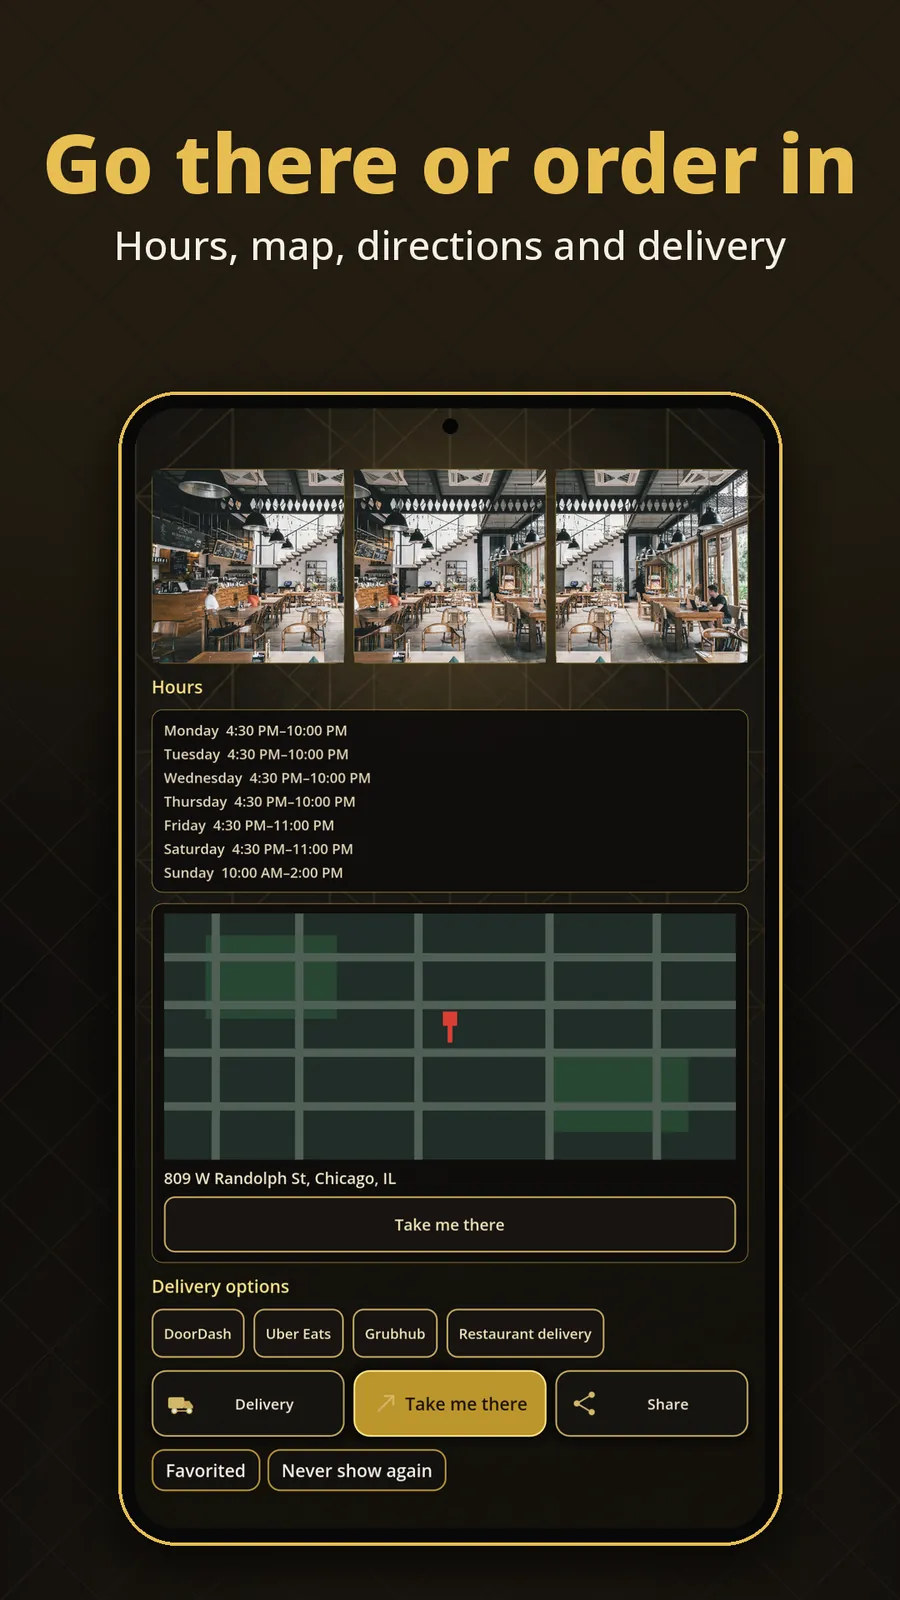 Go there or order in
Hours, map, directions and delivery
Hours
Monday 4:30 PM–10:00 PM
Tuesday 4:30 PM–10:00 PM
Wednesday 4:30 PM–10:00 PM
Thursday 4:30 PM–10:00 PM
Friday 4:30 PM–11:00 PM
Saturday 4:30 PM–11:00 PM
Sunday 10:00 AM–2:00 PM
809 W Randolph St, Chicago, IL
Take me there
Delivery options
DoorDash Uber Eats Grubhub Restaurant delivery
Delivery Take me there Share
Favorited Never show again